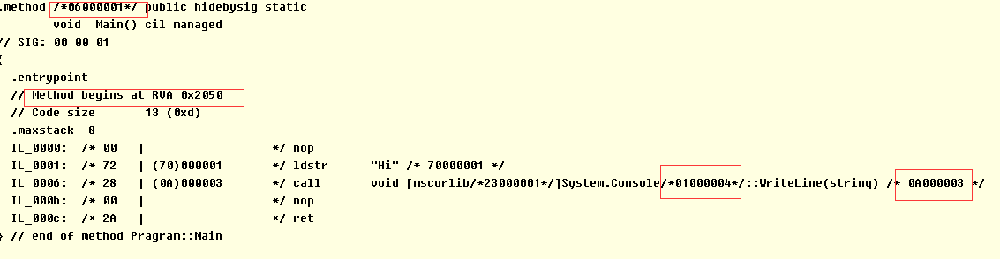 .method /*06000001*/ public hidebysig static
void Main() cil managed
// SIG: 00 00 01
{
.entrypoint
// Method begins at RVA 0x2050
// Code size 13 (0xd)
.maxstack 8
IL_0000: /* 00 | */ nop
IL_0001: /* 72 | (70)000001 */ ldstr "Hi" /* 70000001 */
IL_0006: /* 28 | (0A)000003 */ call void [mscorlib/*23000001*/]System.Console/*01000004*/::WriteLine(string) /* 0A000003 */
IL_000b: /* 00 | */ nop
IL_000c: /* 2A | */ ret
} // end of method Pragram::Main